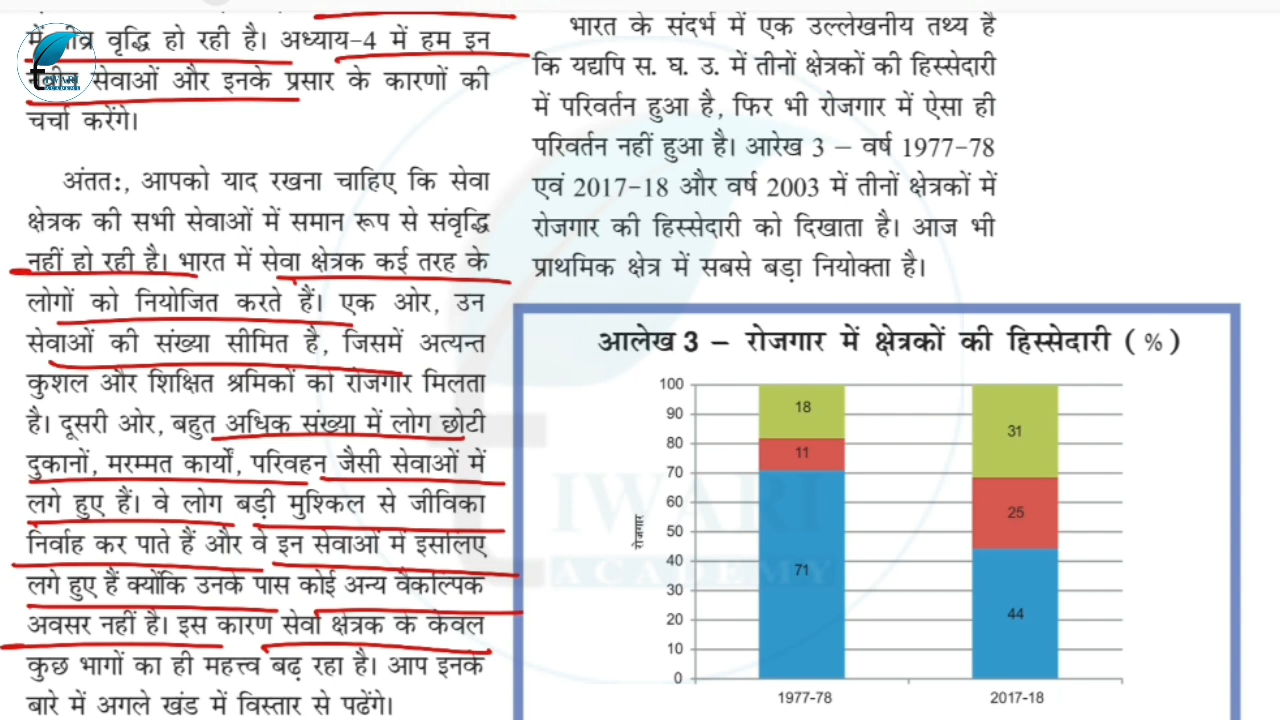 में तीव्र वृद्धि हो रही है। अध्याय-4 में हम इन
सेवाओं और इनके प्रसार के कारणों की
चर्चा करेंगे।
अंततः, आपको याद रखना चाहिए कि सेवा
क्षेत्रक की सभी सेवाओं में समान रूप से संवृद्धि
नहीं हो रही है। भारत में सेवा क्षेत्रक कई तरह के
लोगों को नियोजित करते हैं। एक ओर, उन
सेवाओं की संख्या सीमित है, जिसमें अत्यन्त
कुशल और शिक्षित श्रमिकों को रोजगार मिलता
है। दूसरी ओर, बहुत अधिक संख्या में लोग छोटी
दुकानों, मरम्मत कार्यों, परिवहन जैसी सेवाओं में
लगे हुए हैं। वे लोग बड़ी मुश्किल से जीविका
निर्वाह कर पाते हैं और वे इन सेवाओं में इसलिए
लगे हुए हैं क्योंकि उनके पास कोई अन्य वैकल्पिक
अवसर नहीं है। इस कारण सेवा क्षेत्रक के केवल
कुछ भागों का ही महत्त्व बढ़ रहा है। आप इनके
बारे में अगले खंड में विस्तार से पढेंगे।
भारत के संदर्भ में एक उल्लेखनीय तथ्य है
कि यद्यपि स. घ. उ. में तीनों क्षेत्रकों की हिस्सेदारी
में परिवर्तन हुआ है, फिर भी रोजगार में ऐसा ही
परिवर्तन नहीं हुआ है। आरेख 3 – वर्ष 1977-78
एवं 2017-18 और वर्ष 2003 में तीनों क्षेत्रकों में
रोजगार की हिस्सेदारी को दिखाता है। आज भी
प्राथमिक क्षेत्र में सबसे बड़ा नियोक्ता है।
आलेख 3 – रोजगार में क्षेत्रकों की हिस्सेदारी ( % )
100
90
80
70
60
50
40
30
20
10
0
रोजगार
18
11
71
31
25
44
1977-78
2017-18
TIWARI
ACADEMY